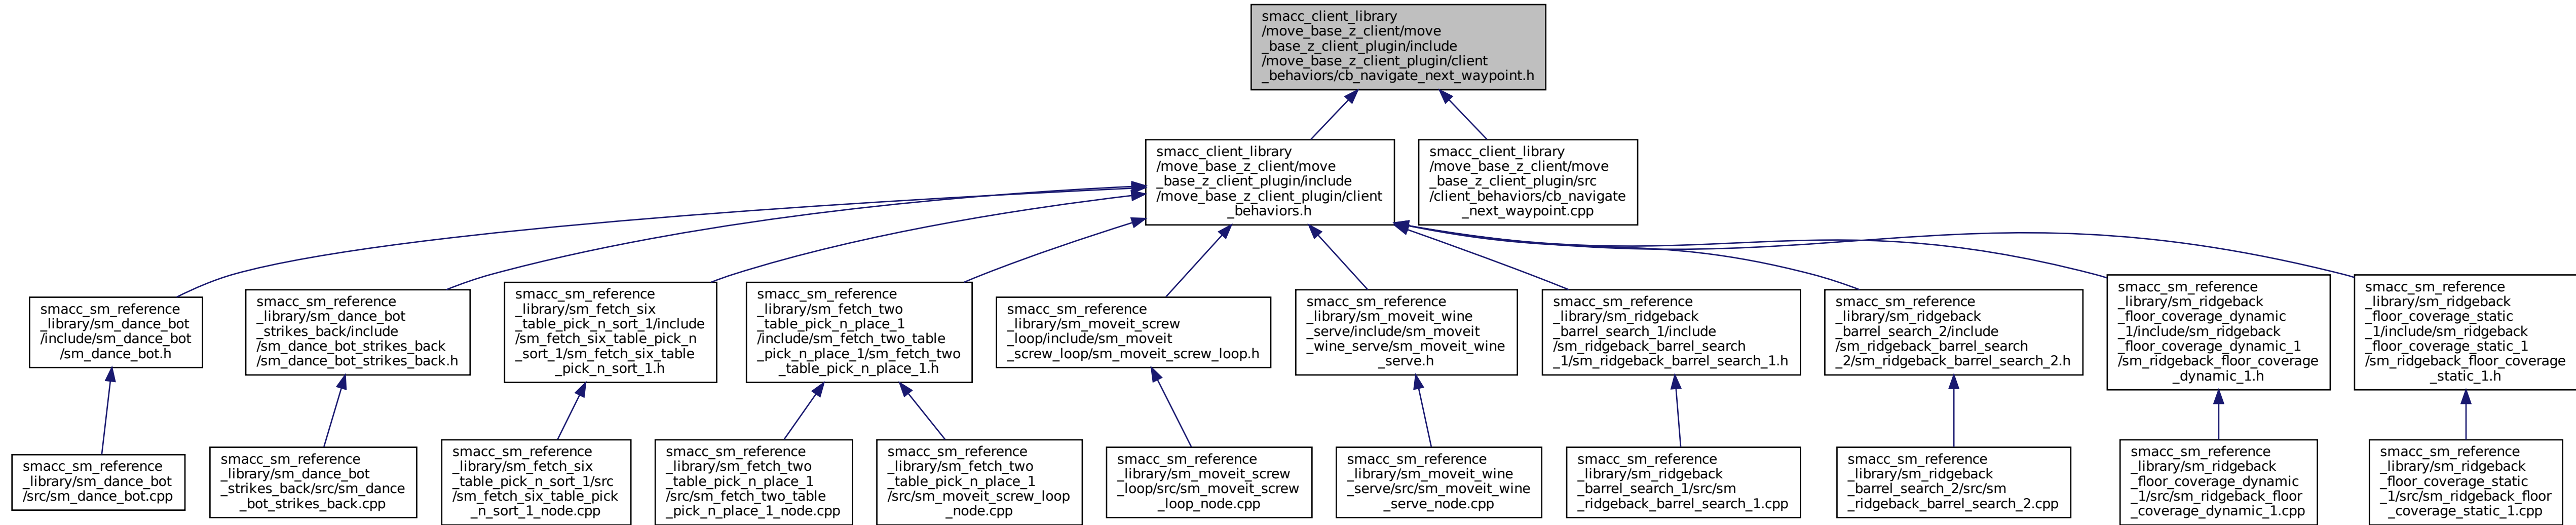 smacc_client_library
/move_base_z_client/move
_base_z_client_plugin/include
/move_base_z_client_plugin/client
_behaviors/cb_navigate_next_waypoint.h
smacc_client_library
/move_base_z_client/move
_base_z_client_plugin/include
/move_base_z_client_plugin/client
_behaviors.h
smacc_client_library
/move_base_z_client/move
_base_z_client_plugin/src
/client_behaviors/cb_navigate
_next_waypoint.cpp
smacc_sm_reference
_library/sm_dance_bot
/include/sm_dance_bot
/sm_dance_bot.h
smacc_sm_reference
_library/sm_dance_bot
_strikes_back/include
/sm_dance_bot_strikes_back
/sm_dance_bot_strikes_back.h
smacc_sm_reference
_library/sm_fetch_six
_table_pick_n_sort_1/include
/sm_fetch_six_table_pick_n
_sort_1/sm_fetch_six_table
_pick_n_sort_1.h
smacc_sm_reference
_library/sm_fetch_two
_table_pick_n_place_1
/include/sm_fetch_two_table
_pick_n_place_1/sm_fetch_two
_table_pick_n_place_1.h
smacc_sm_reference
_library/sm_moveit_screw
_loop/include/sm_moveit
_screw_loop/sm_moveit_screw_loop.h
smacc_sm_reference
_library/sm_moveit_wine
_serve/include/sm_moveit
_wine_serve/sm_moveit_wine
_serve.h
smacc_sm_reference
_library/sm_ridgeback
_barrel_search_1/include
/sm_ridgeback_barrel_search
_1/sm_ridgeback_barrel_search_1.h
smacc_sm_reference
_library/sm_ridgeback
_barrel_search_2/include
/sm_ridgeback_barrel_search
_2/sm_ridgeback_barrel_search_2.h
smacc_sm_reference
_library/sm_ridgeback
_floor_coverage_dynamic
_1/include/sm_ridgeback
_floor_coverage_dynamic_1
/sm_ridgeback_floor_coverage
_dynamic_1.h
smacc_sm_reference
_library/sm_ridgeback
_floor_coverage_static
_1/include/sm_ridgeback
_floor_coverage_static_1
/sm_ridgeback_floor_coverage
_static_1.h
smacc_sm_reference
_library/sm_dance_bot
/src/sm_dance_bot.cpp
smacc_sm_reference
_library/sm_dance_bot
_strikes_back/src/sm_dance
_bot_strikes_back.cpp
smacc_sm_reference
_library/sm_fetch_six
_table_pick_n_sort_1/src
/sm_fetch_six_table_pick
_n_sort_1_node.cpp
smacc_sm_reference
_library/sm_fetch_two
_table_pick_n_place_1
/src/sm_fetch_two_table
_pick_n_place_1_node.cpp
smacc_sm_reference
_library/sm_fetch_two
_table_pick_n_place_1
/src/sm_moveit_screw_loop
_node.cpp
smacc_sm_reference
_library/sm_moveit_screw
_loop/src/sm_moveit_screw
_loop_node.cpp
smacc_sm_reference
_library/sm_moveit_wine
_serve/src/sm_moveit_wine
_serve_node.cpp
smacc_sm_reference
_library/sm_ridgeback
_barrel_search_1/src/sm
_ridgeback_barrel_search_1.cpp
smacc_sm_reference
_library/sm_ridgeback
_barrel_search_2/src/sm
_ridgeback_barrel_search_2.cpp
smacc_sm_reference
_library/sm_ridgeback
_floor_coverage_dynamic
_1/src/sm_ridgeback_floor
_coverage_dynamic_1.cpp
smacc_sm_reference
_library/sm_ridgeback
_floor_coverage_static
_1/src/sm_ridgeback_floor
_coverage_static_1.cpp